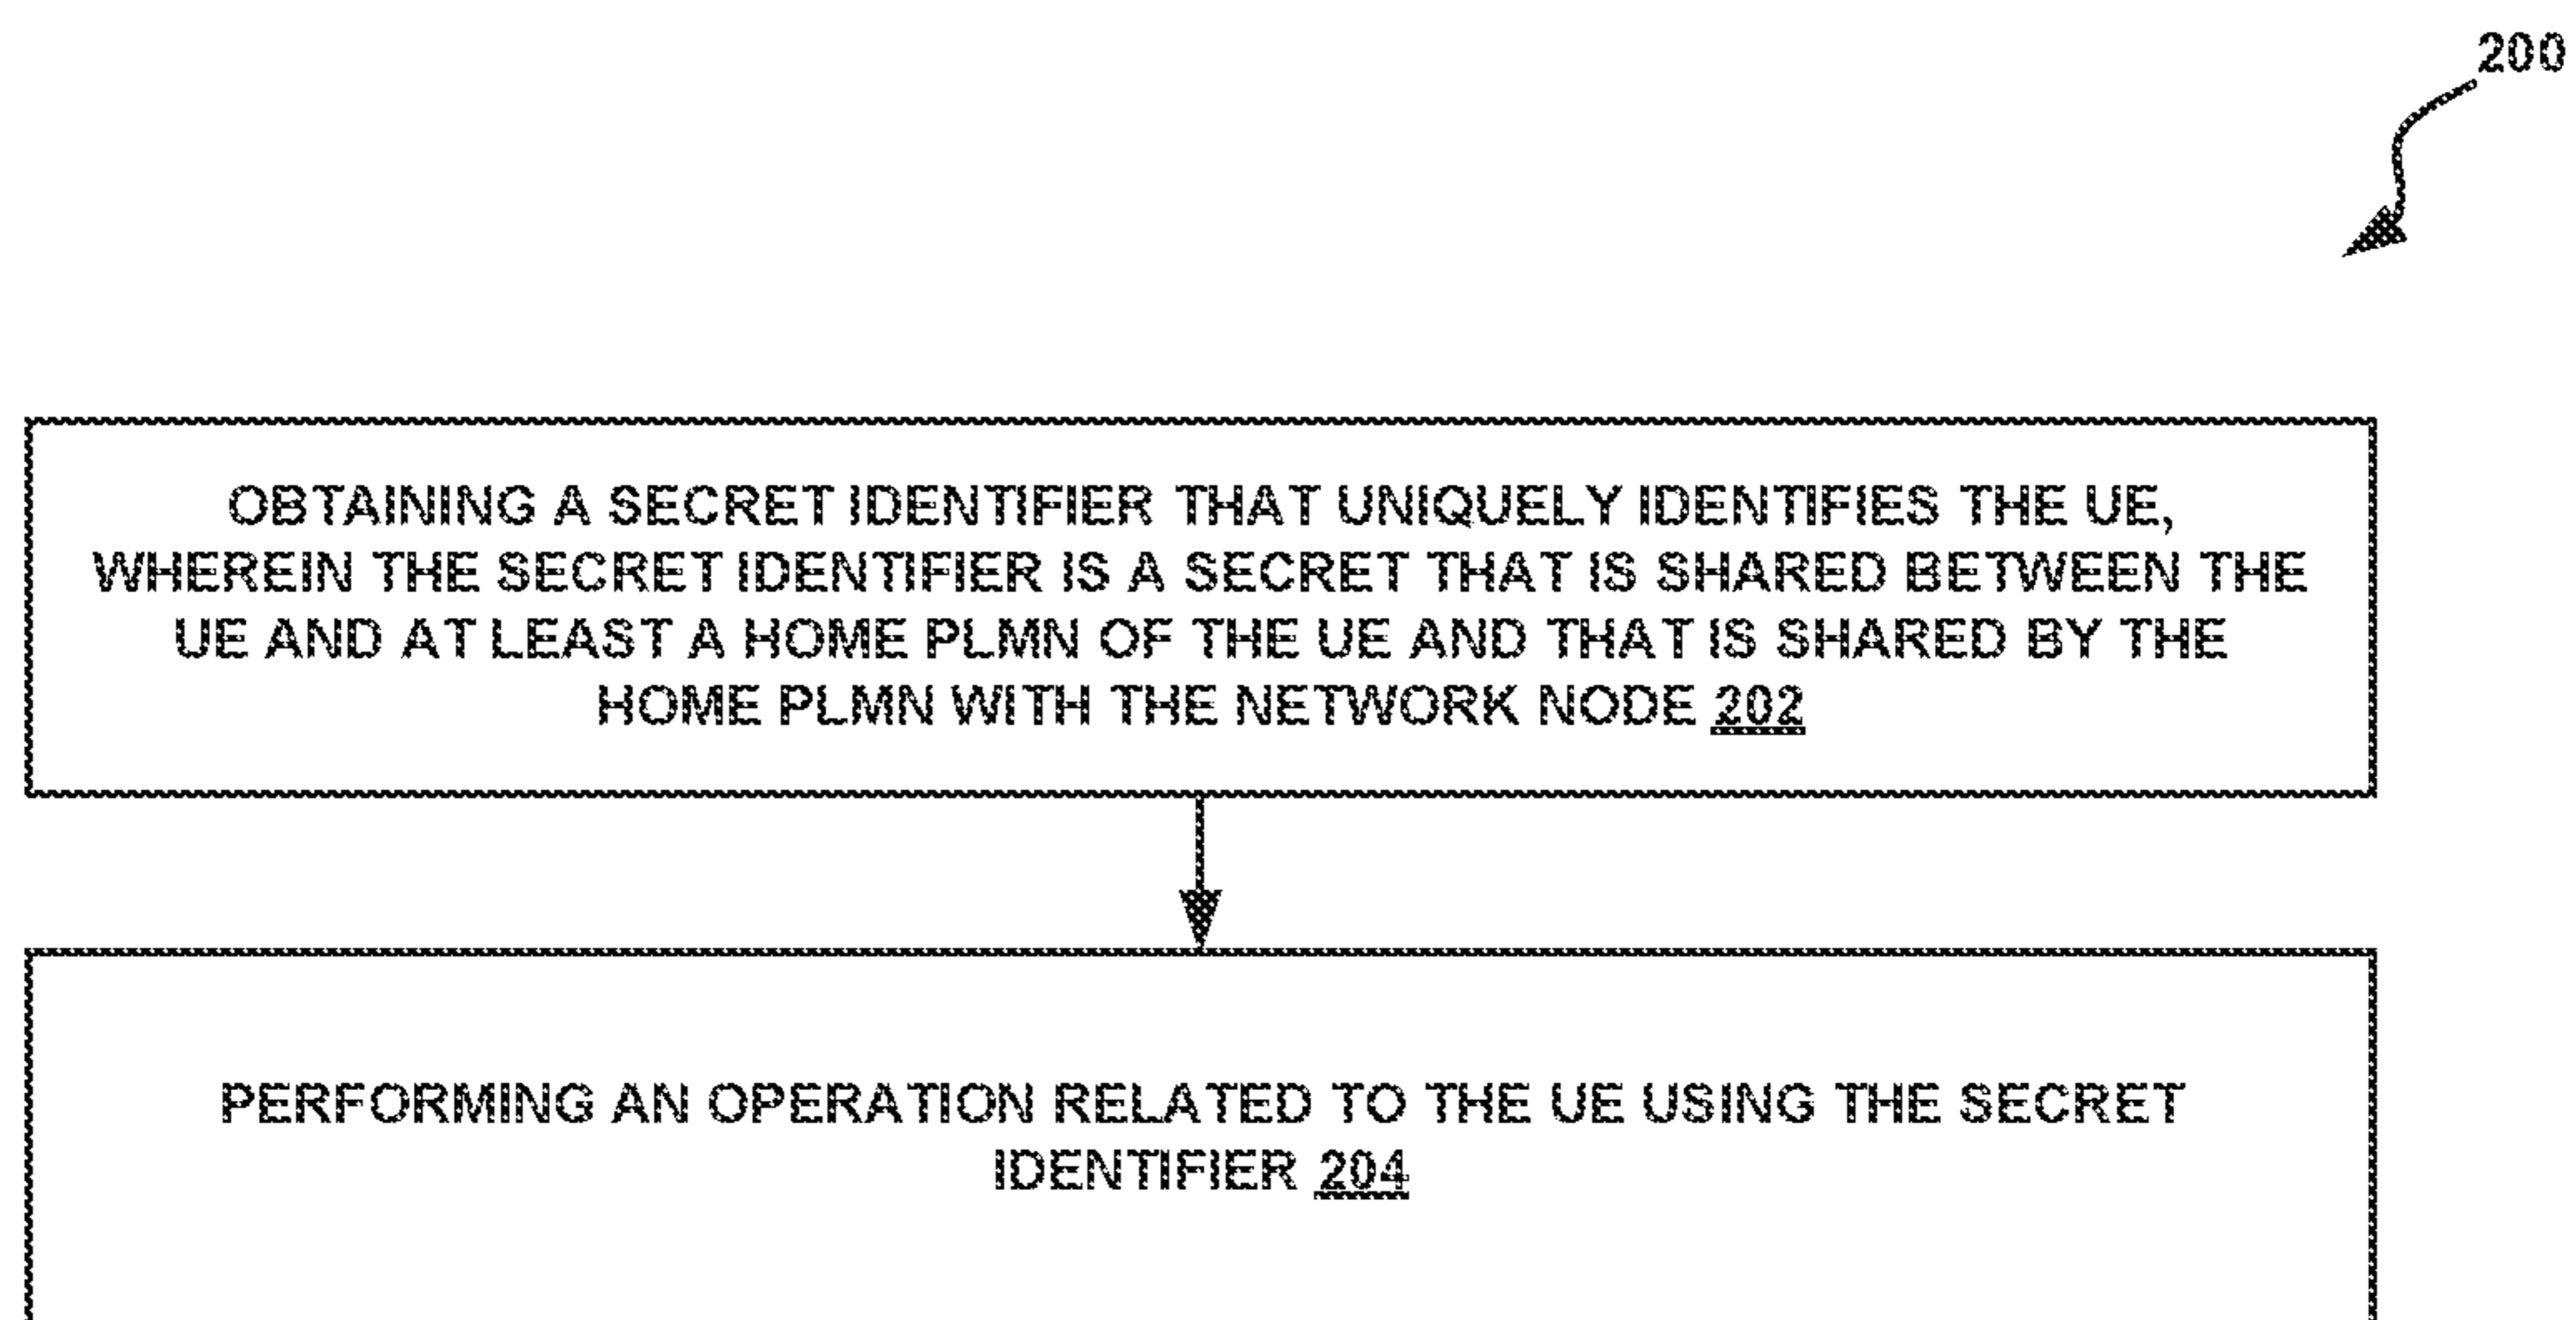 200
OBTAINING A SECRET IDENTIFIER THAT UNIQUELY IDENTIFIES THE UE,
WHEREIN THE SECRET IDENTIFIER IS A SECRET THAT IS SHARED BETWEEN THE
UE AND AT LEAST A HOME PLMN OF THE UE AND THAT IS SHARED BY THE
HOME PLMN WITH THE NETWORK NODE 202
PERFORMING AN OPERATION RELATED TO THE UE USING THE SECRET
IDENTIFIER 204